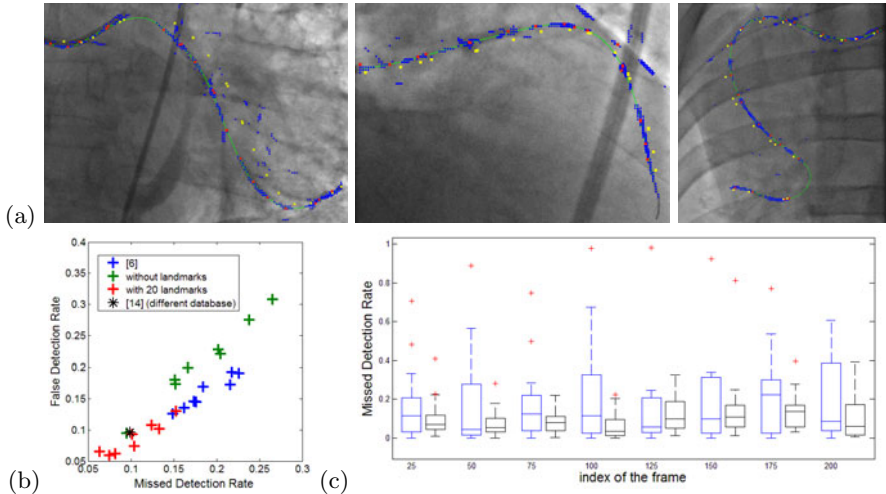 (a)
(b)
False Detection Rate
0.4
0.35
0.3
0.25
0.2
0.15
0.1
0.05
[6]
without landmarks
with 20 landmarks
[14] (different database)
0.05 0.1 0.15 0.2 0.25 0.3
Missed Detection Rate
(c)
Missed Detection Rate
1
0.8
0.6
0.4
0.2
0
25 50 75 100 125 150 175 200
index of the frame